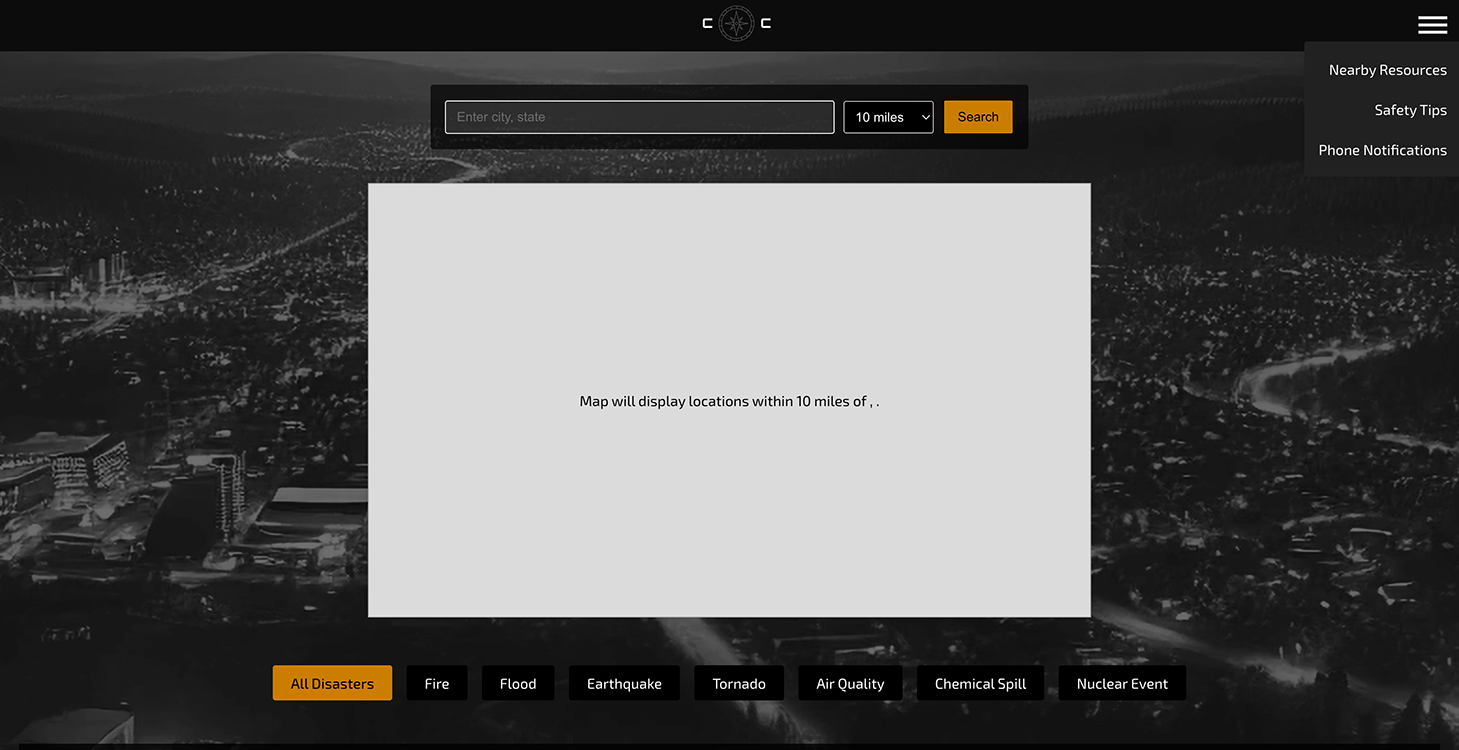 C C
Nearby Resources
Safety Tips
Phone Notifications
Enter city, state
10 miles
Search
Map will display locations within 10 miles of , .
All Disasters
Fire
Flood
Earthquake
Tornado
Air Quality
Chemical Spill
Nuclear Event